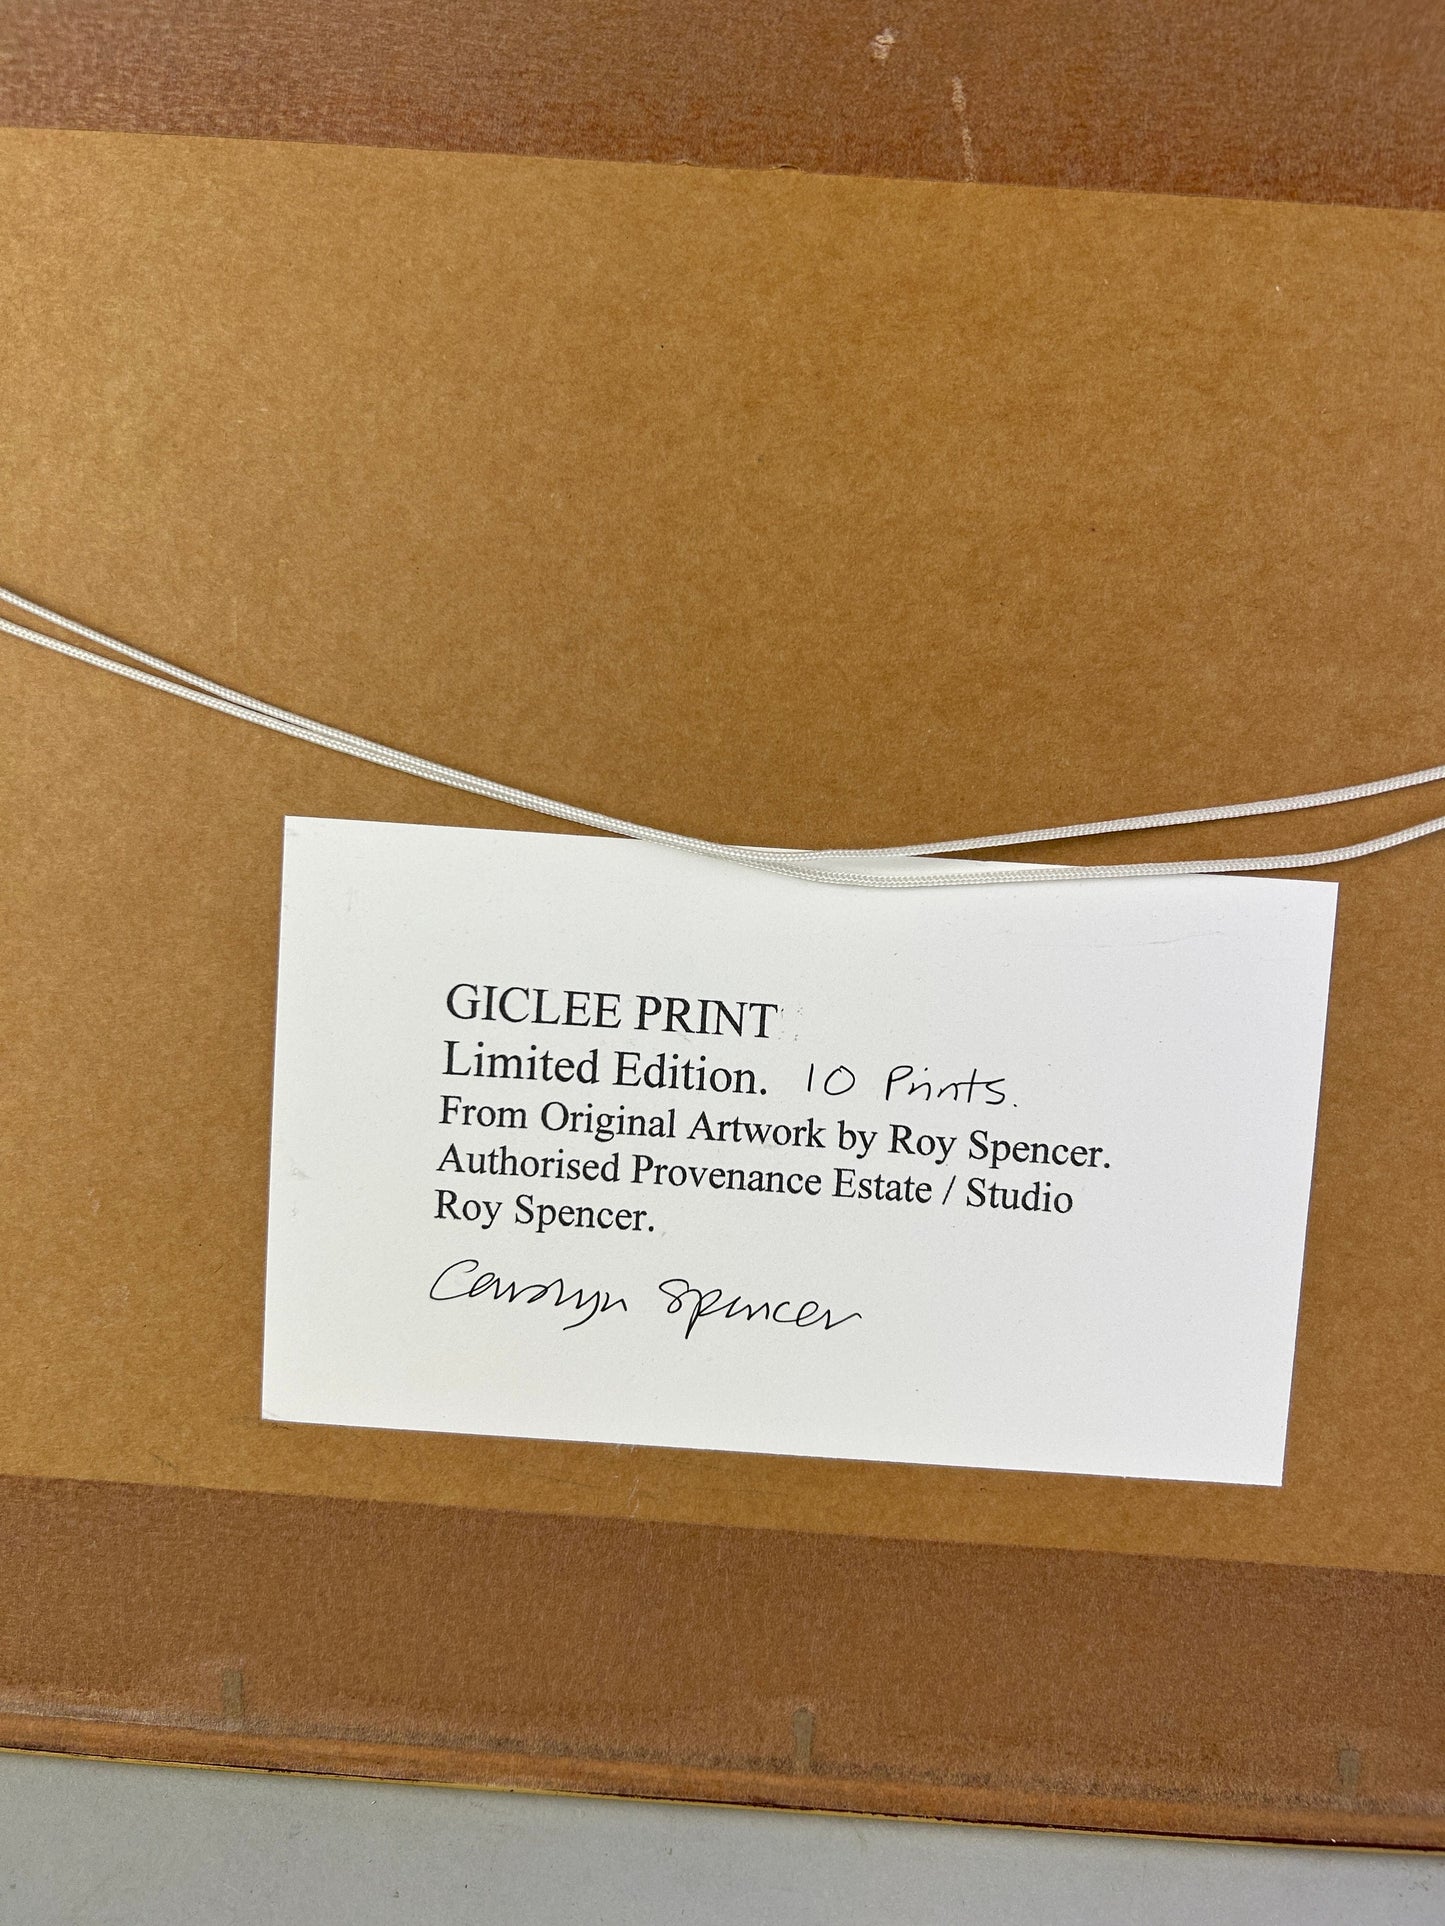 GICLEE PRINT
Limited Edition. 10 Prints.
From Original Artwork by Roy Spencer.
Authorised Provenance Estate / Studio
Roy Spencer.
Carolyn Spencer